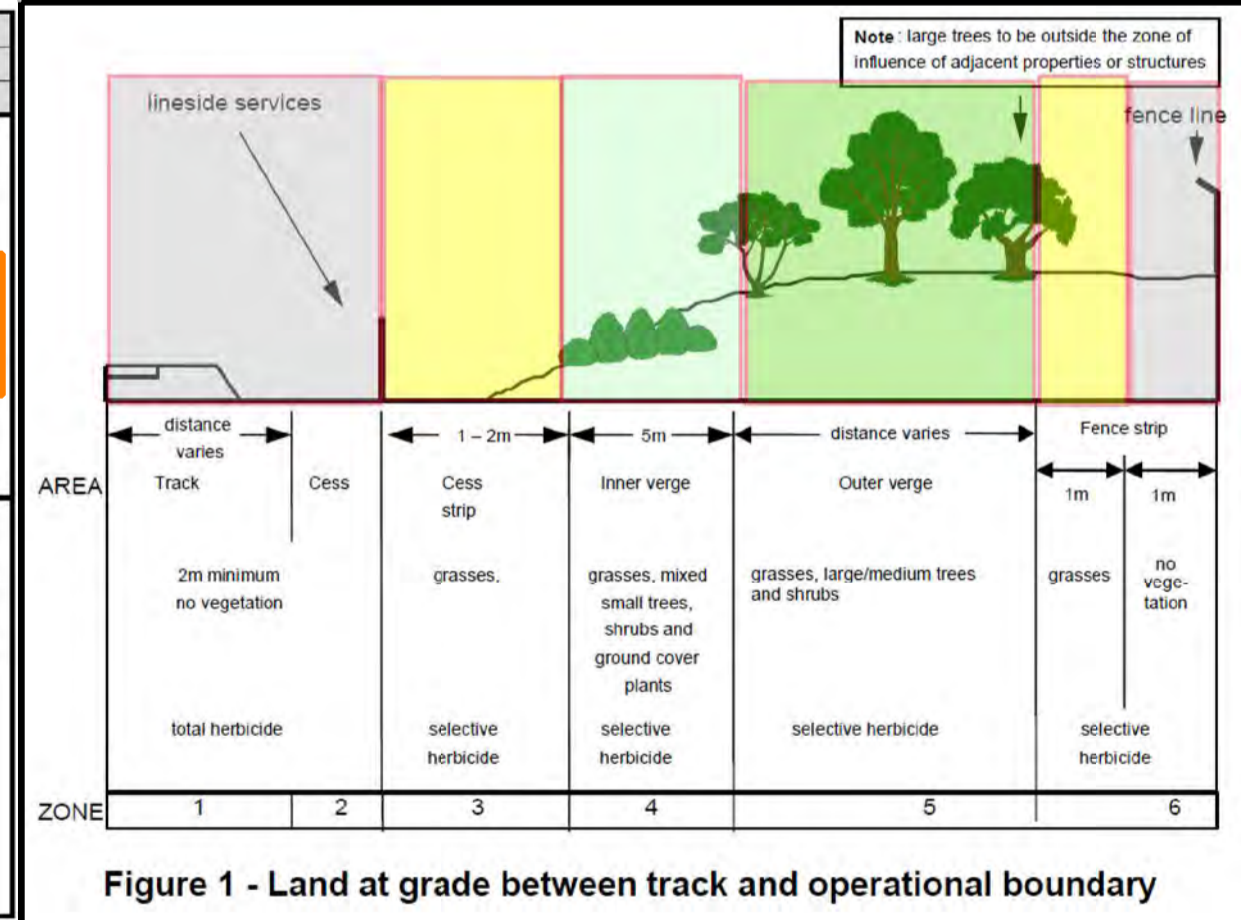 Note : large trees to be outside the zone of
influence of adjacent properties or structures
lineside services
fence line
distance
varies
1 – 2m
5m
distance varies
Fence strip
AREA
Track
Cess
Cess
strip
Inner verge
Outer verge
1m
1m
2m minimum
no vegetation
grasses.
grasses, mixed
small trees,
shrubs and
ground cover
plants
grasses, large/medium trees
and shrubs
grasses
no
vege-
tation
total herbicide
selective
herbicide
selective
herbicide
selective herbicide
selective
herbicide
ZONE 1 2 3 4 5 6
Figure 1 - Land at grade between track and operational boundary